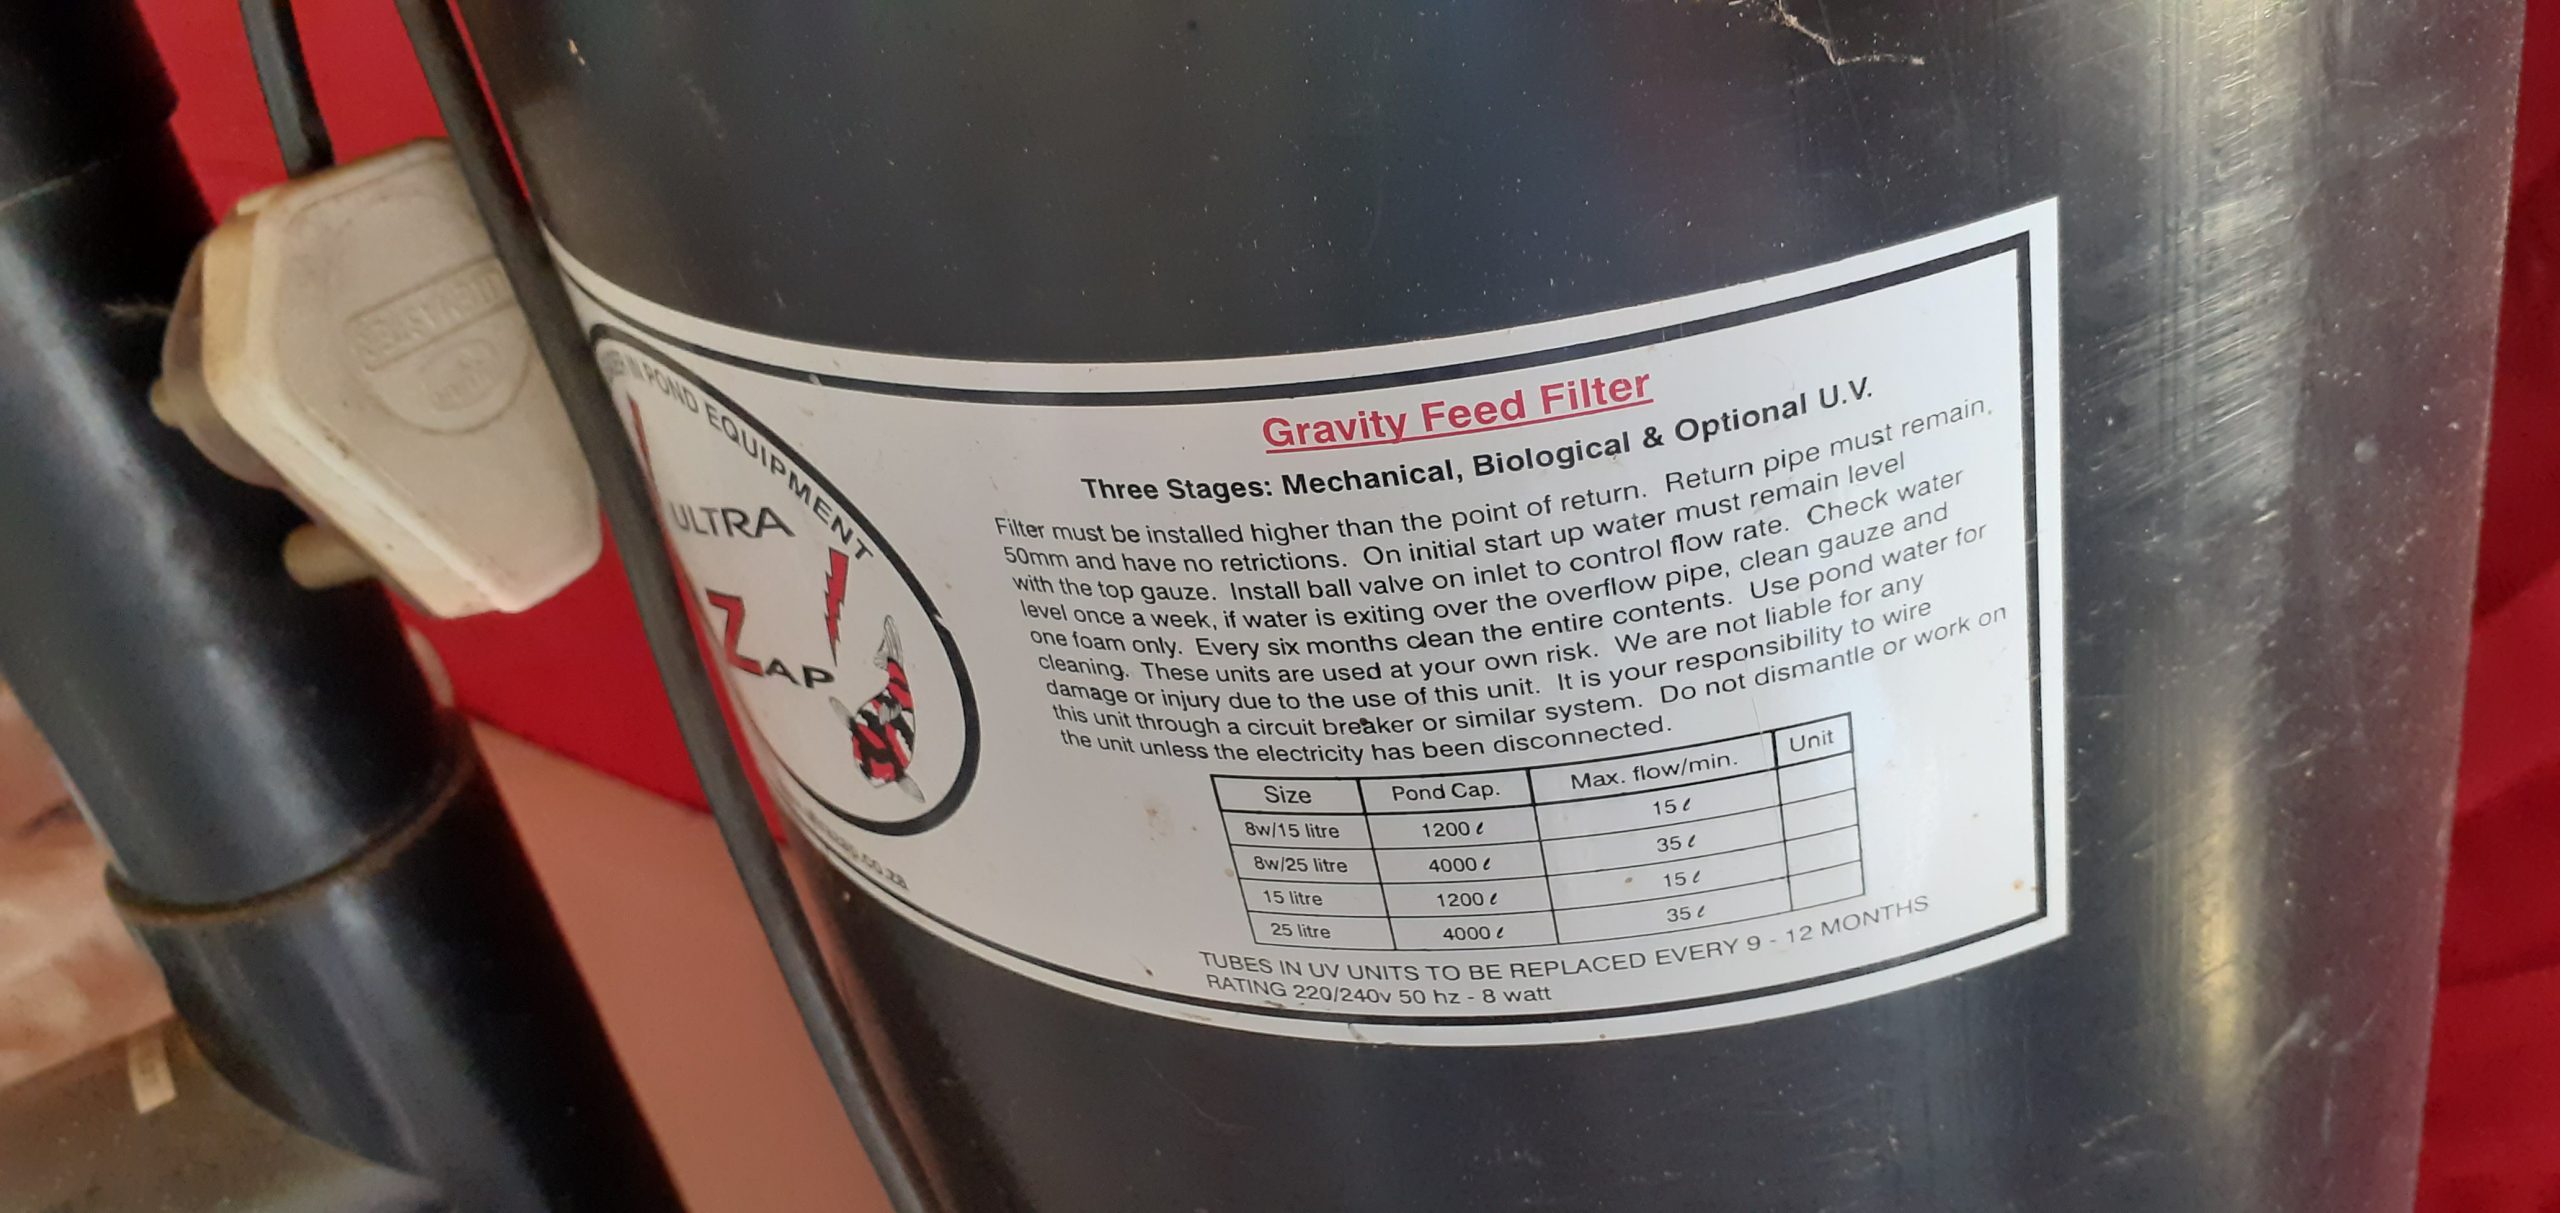 IN POND EQUIPMENT
ULTRA
ZAP
Gravity Feed Filter
Three Stages: Mechanical, Biological & Optional U.V.
Filter must be installed higher than the point of return. Return pipe must remain,
50mm and have no retrictions. On initial start up water must remain level
with the top gauze. Install ball valve on inlet to control flow rate. Check water
level once a week, if water is exiting over the overflow pipe, clean gauze and
one foam only. Every six months clean the entire contents. Use pond water for
cleaning. These units are used at your own risk. We are not liable for any
damage or injury due to the use of this unit. It is your responsibility to wire
this unit through a circuit breaker or similar system. Do not dismantle or work on
the unit unless the electricity has been disconnected.
Size Pond Cap. Max. flow/min. Unit
8w/15 litre 1200 ℓ 15 ℓ
8w/25 litre 4000 ℓ 35 ℓ
15 litre 1200 ℓ 15 ℓ
25 litre 4000 ℓ 35 ℓ
TUBES IN UV UNITS TO BE REPLACED EVERY 9 - 12 MONTHS
RATING 220/240v 50 hz - 8 watt